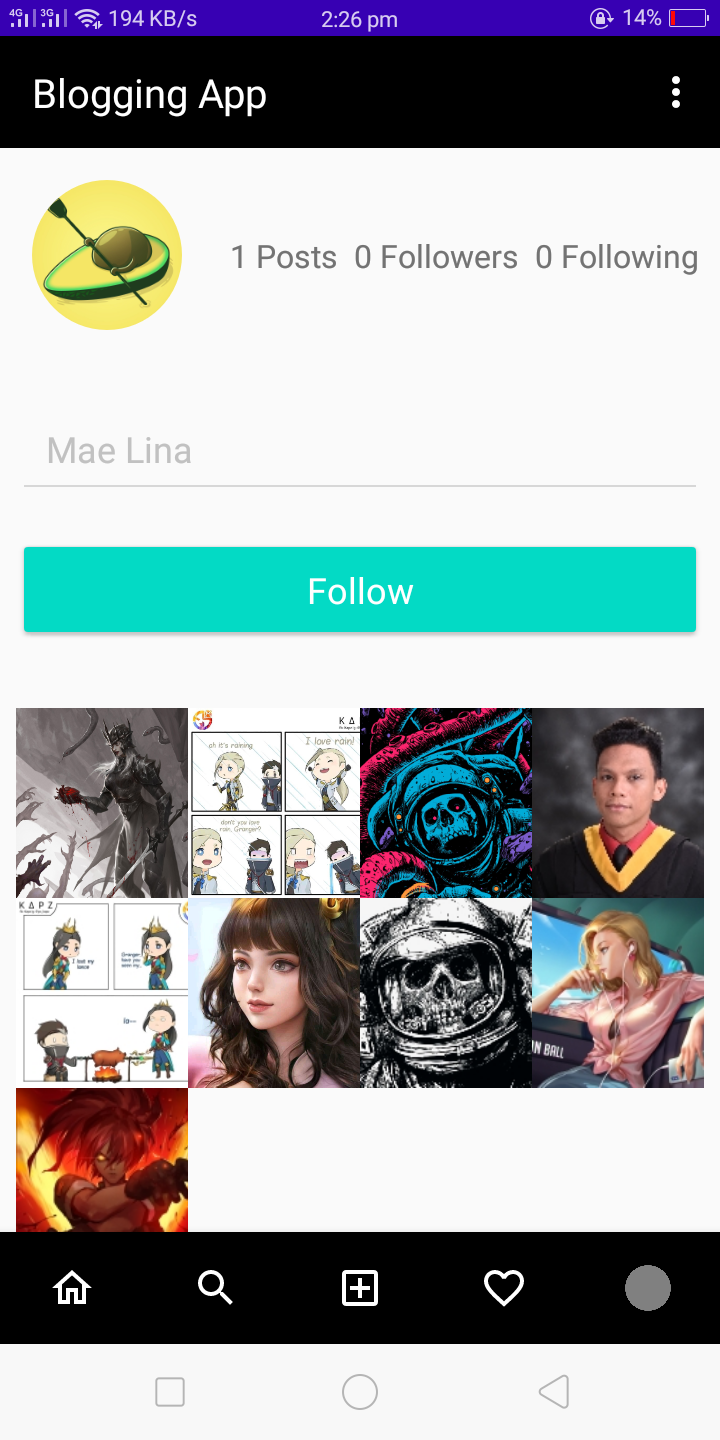 4G 3G 194 KB/s 2:26 pm 14%
Blogging App
1 Posts 0 Followers 0 Following
Mae Lina
Follow
K Δ
oh it's raining
I love rain!
don't you love
rain, Granger?
K Δ P Z
I lost my
lance
Granger
have you
seen my..
IN BALL